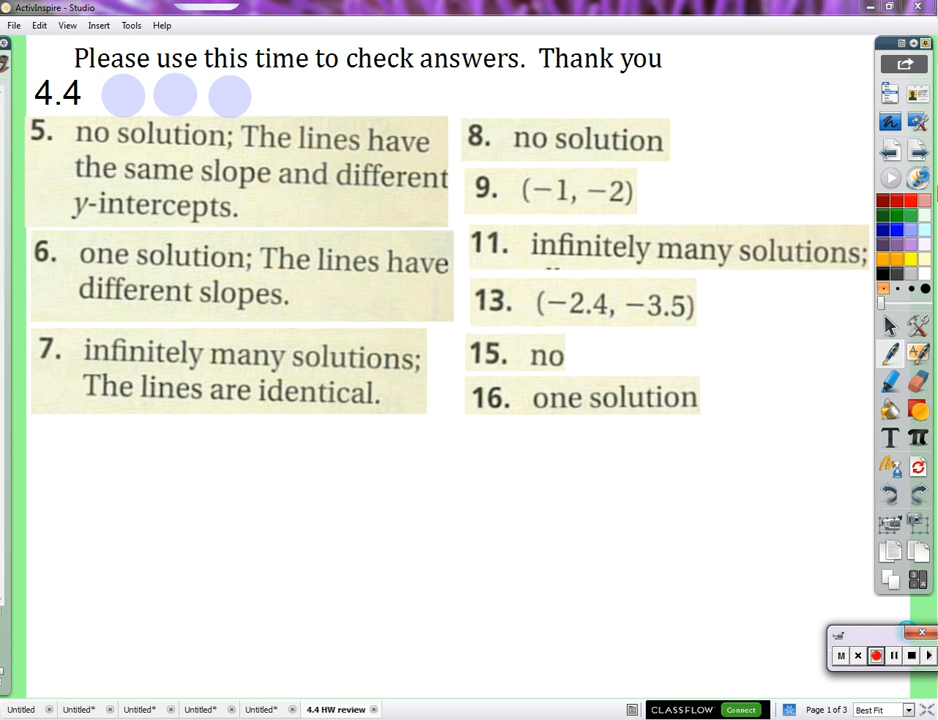 ActivInspire - Studio
File Edit View Insert Tools Help
Please use this time to check answers.  Thank you
4.4
5. no solution; The lines have
the same slope and different
y-intercepts.
6. one solution; The lines have
different slopes.
7. infinitely many solutions;
The lines are identical.
8. no solution
9. (−1, −2)
11. infinitely many solutions;
13. (−2.4, −3.5)
15. no
16. one solution
M
Untitled Untitled* Untitled* Untitled* Untitled* 4.4 HW review CLASSFLOW Connect Page 1 of 3 Best Fit